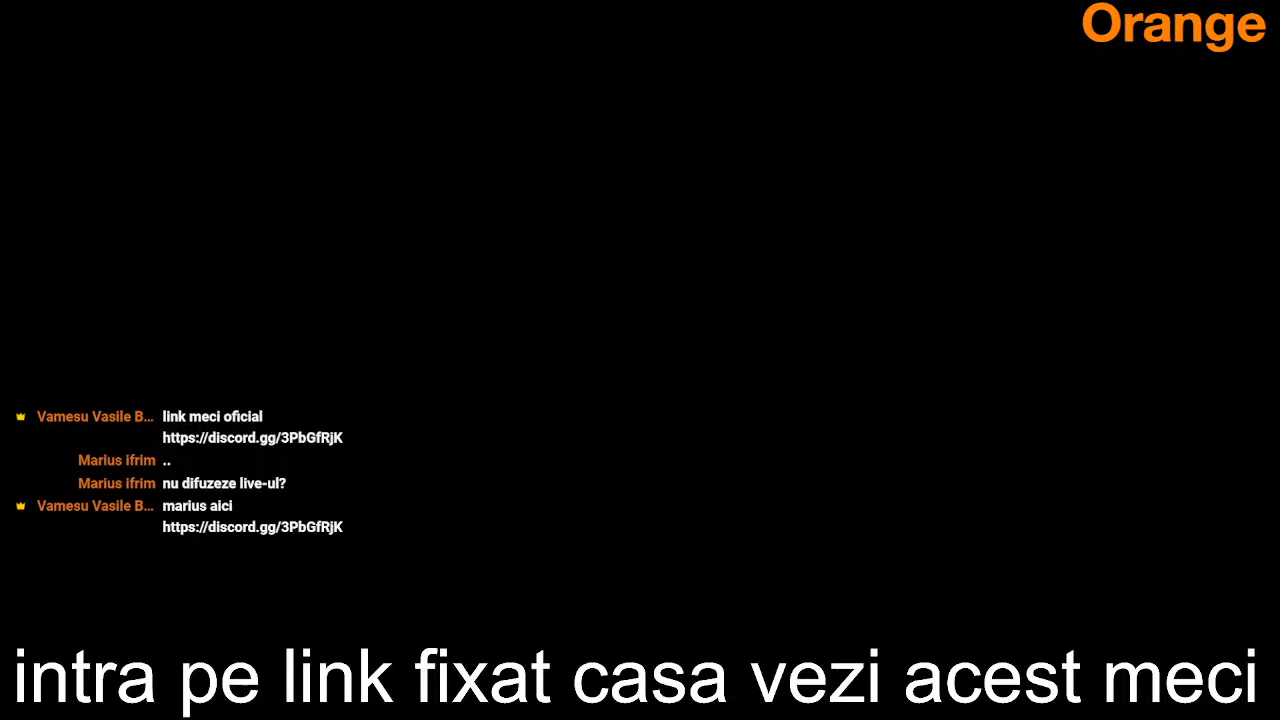 Orange
Vamesu Vasile B... link meci oficial
https://discord.gg/3PbGfRjK
Marius ifrim ..
Marius ifrim nu difuzeze live-ul?
Vamesu Vasile B... marius aici
https://discord.gg/3PbGfRjK
intra pe link fixat casa vezi acest meci